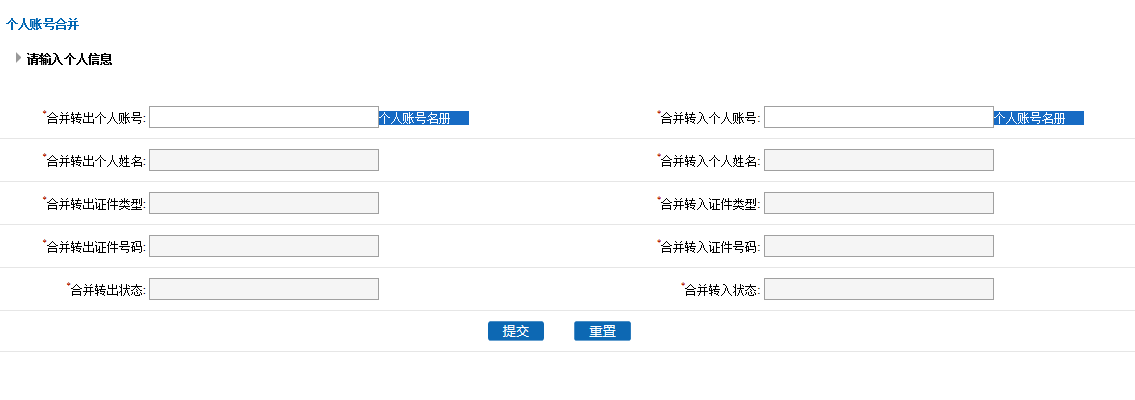 个人账号合并
请输入个人信息
*合并转出个人账号: 个人账号名册 *合并转入个人账号: 个人账号名册
*合并转出个人姓名: *合并转入个人姓名:
*合并转出证件类型: *合并转入证件类型:
*合并转出证件号码: *合并转入证件号码:
*合并转出状态: *合并转入状态:
提交 重置